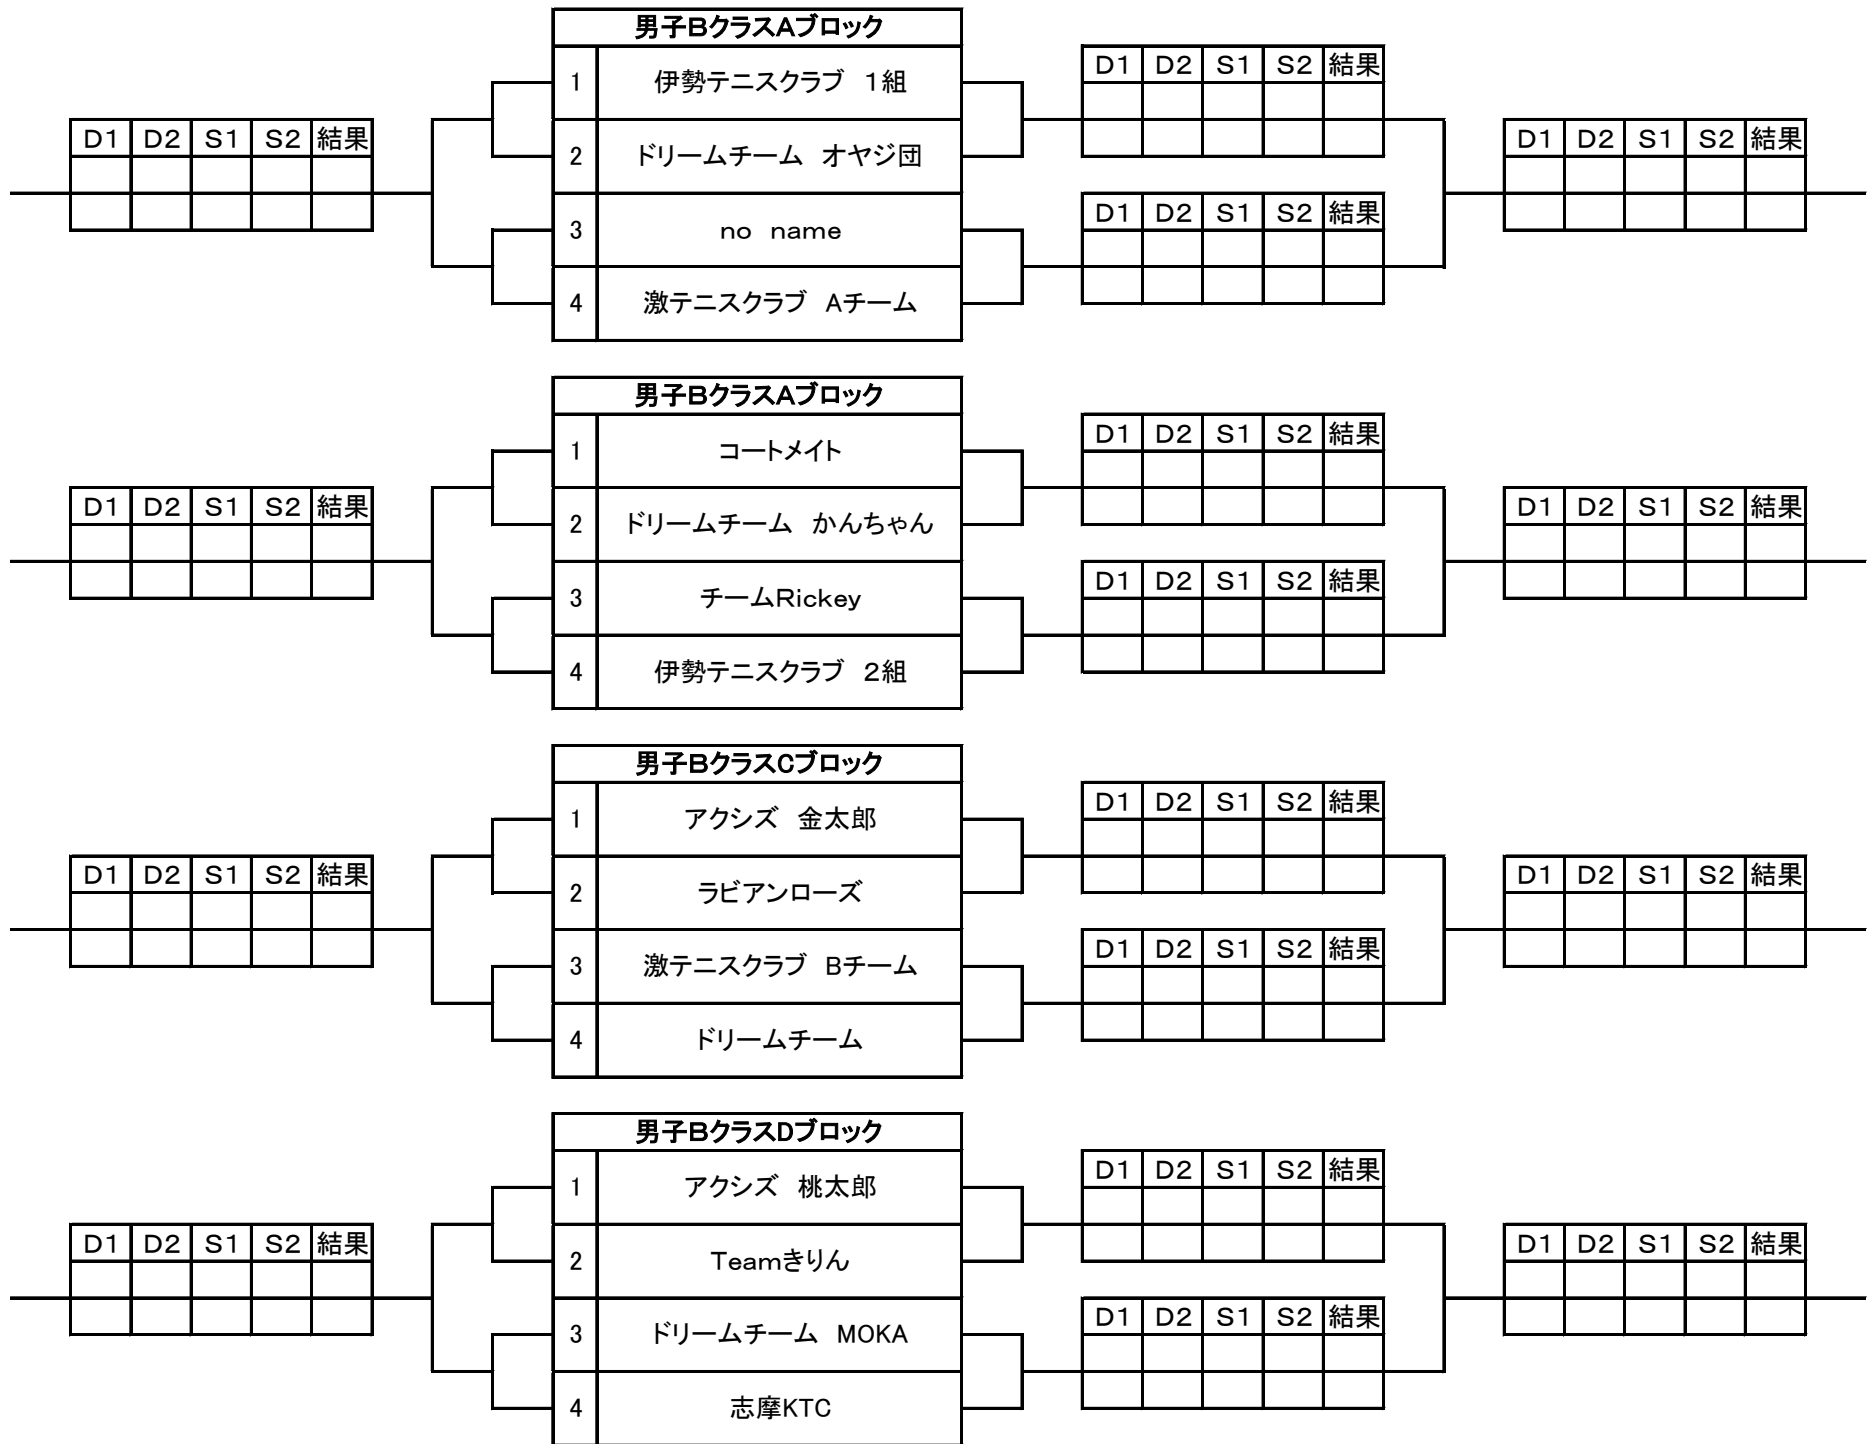 男子BクラスAブロック
D1 D2 S1 S2 結果
1 伊勢テニスクラブ 1組
D1 D2 S1 S2 結果
D1 D2 S1 S2 結果
2 ドリームチーム オヤジ団
D1 D2 S1 S2 結果
3 no name
4 激テニスクラブ Aチーム
男子BクラスAブロック
D1 D2 S1 S2 結果
1 コートメイト
D1 D2 S1 S2 結果
D1 D2 S1 S2 結果
2 ドリームチーム かんちゃん
D1 D2 S1 S2 結果
3 チームRickey
4 伊勢テニスクラブ 2組
男子BクラスCブロック
D1 D2 S1 S2 結果
1 アクシズ 金太郎
D1 D2 S1 S2 結果
D1 D2 S1 S2 結果
2 ラビアンローズ
D1 D2 S1 S2 結果
3 激テニスクラブ Bチーム
4 ドリームチーム
男子BクラスDブロック
D1 D2 S1 S2 結果
1 アクシズ 桃太郎
D1 D2 S1 S2 結果
D1 D2 S1 S2 結果
2 Teamきりん
D1 D2 S1 S2 結果
3 ドリームチーム MOKA
4 志摩KTC